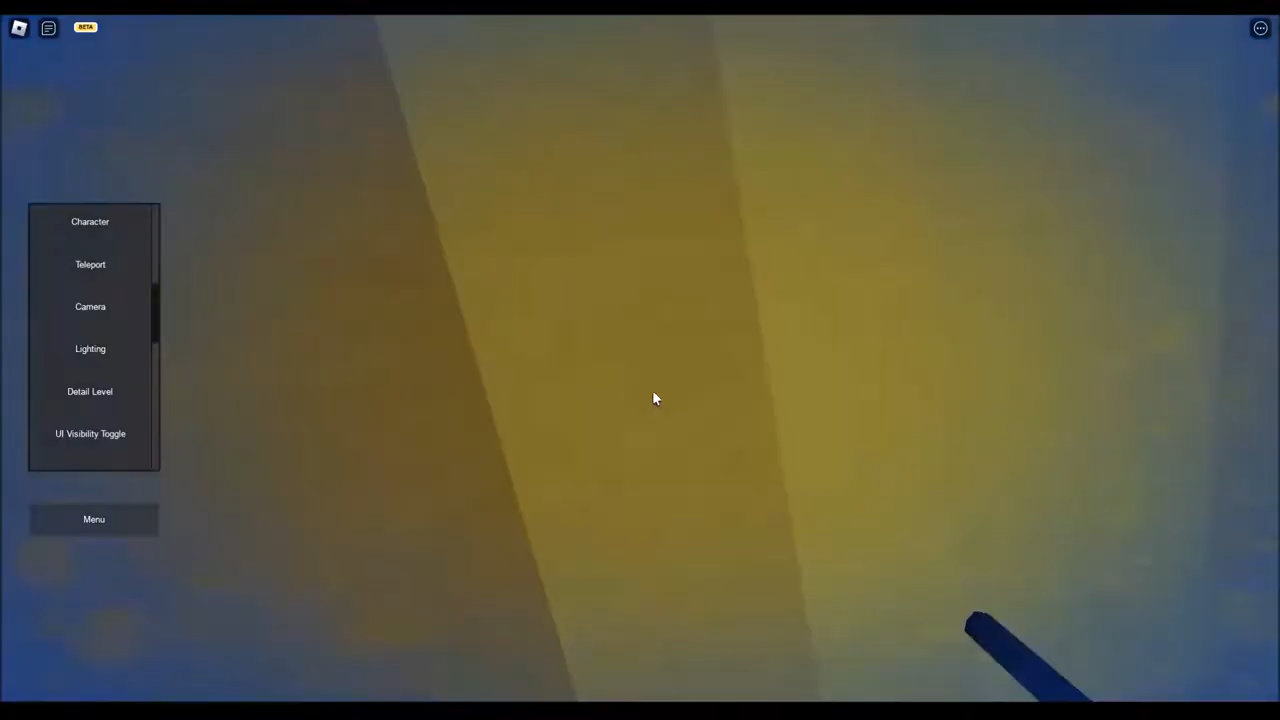 BETA
Character
Teleport
Camera
Lighting
Detail Level
UI Visibility Toggle
Menu